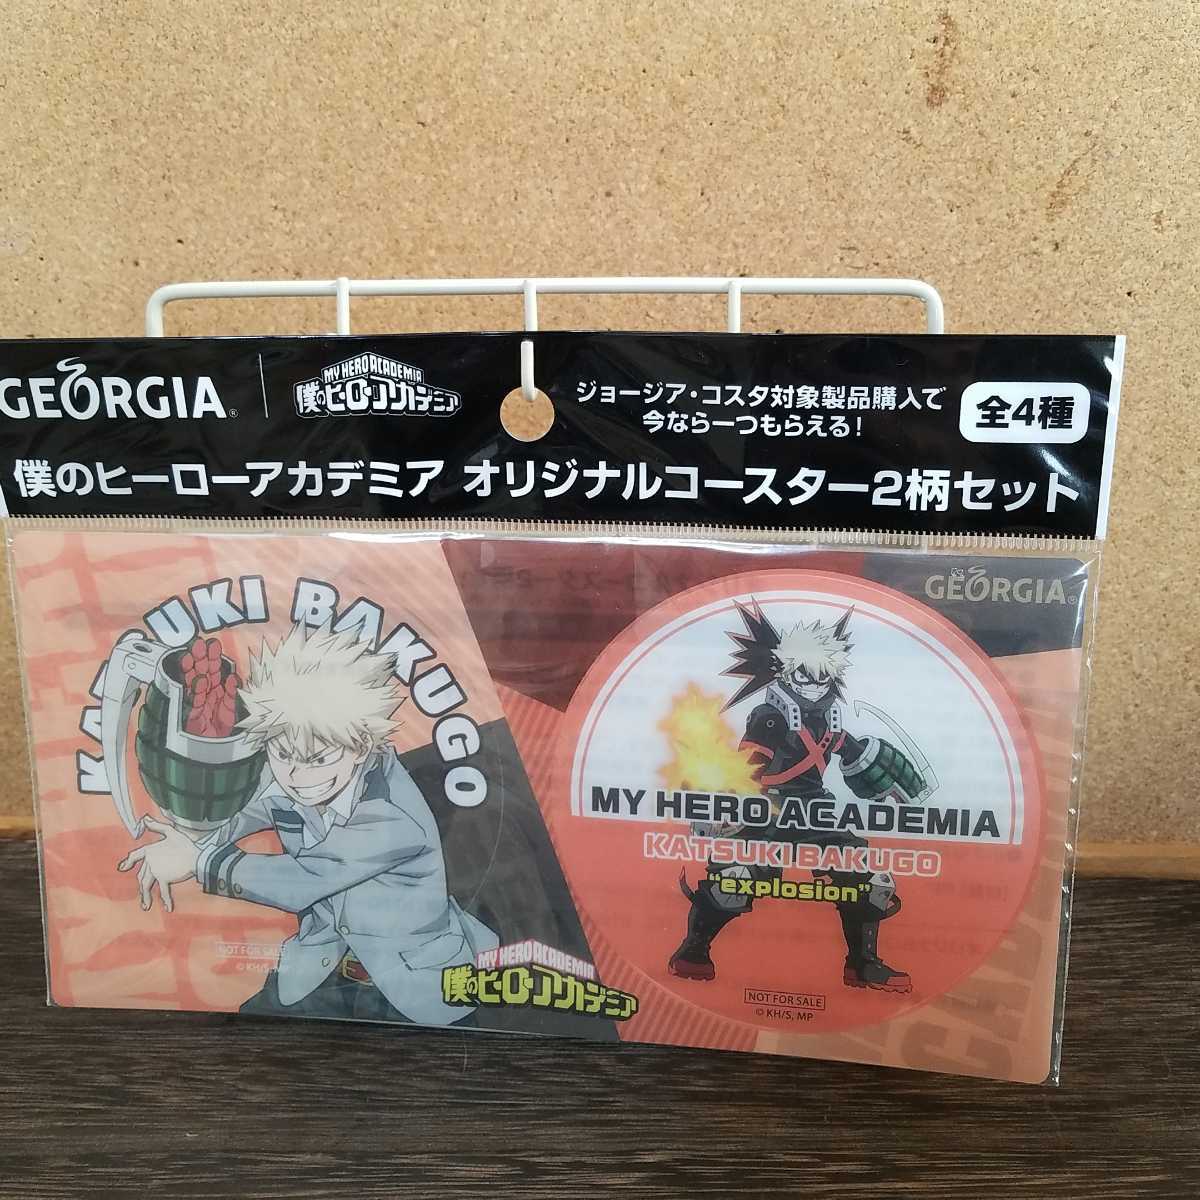 GEORGIA®
MY HERO ACADEMIA
僕のヒーローアカデミア
ジョージア・コスタ対象製品購入で
今なら一つもらえる!
全4種
僕のヒーローアカデミア オリジナルコースター2柄セット
KATSUKI BAKUGO
NOT FOR SALE
©KH/S, MP
MY HERO ACADEMIA
僕のヒーローアカデミア
GEORGIA®
MY HERO ACADEMIA
KATSUKI BAKUGO
"explosion"
NOT FOR SALE
©KH/S, MP